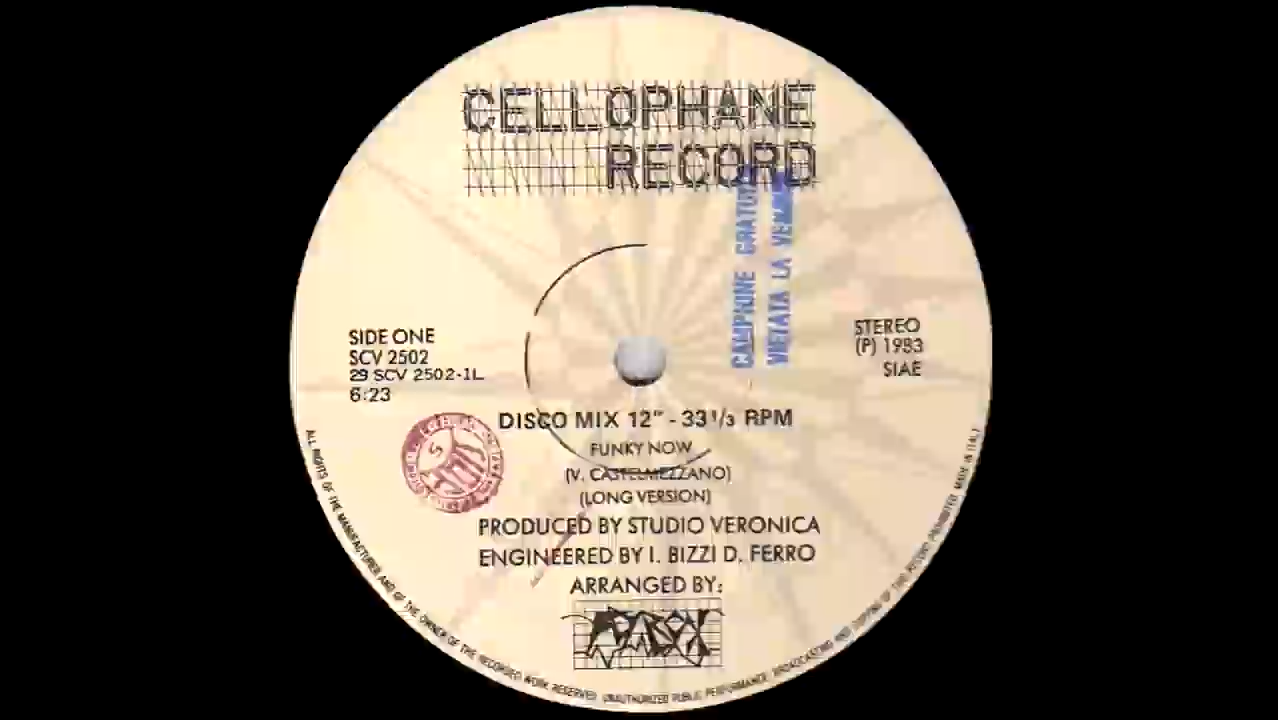 CELLOPHANE
RECORD
CAMPIONE GRATUITO
VIETATA LA
SIDE ONE
SCV 2502
29 SCV 2502-1L
6:23
STEREO
(P) 1983
SIAE
DISCO MIX 12" - 33 1/3 RPM
FUNKY NOW
(V. CASTELMEZZANO)
(LONG VERSION)
PRODUCED BY STUDIO VERONICA
ENGINEERED BY I. BIZZI D. FERRO
ARRANGED BY:
ALL RIGHTS OF THE MANUFACTURER AND OF THE OWNER OF THE RECORDED WORK RESERVED. UNAUTHORIZED PUBLIC PERFORMANCE, BROADCASTING AND COPYING OF THIS RECORD PROHIBITED. MADE IN ITALY